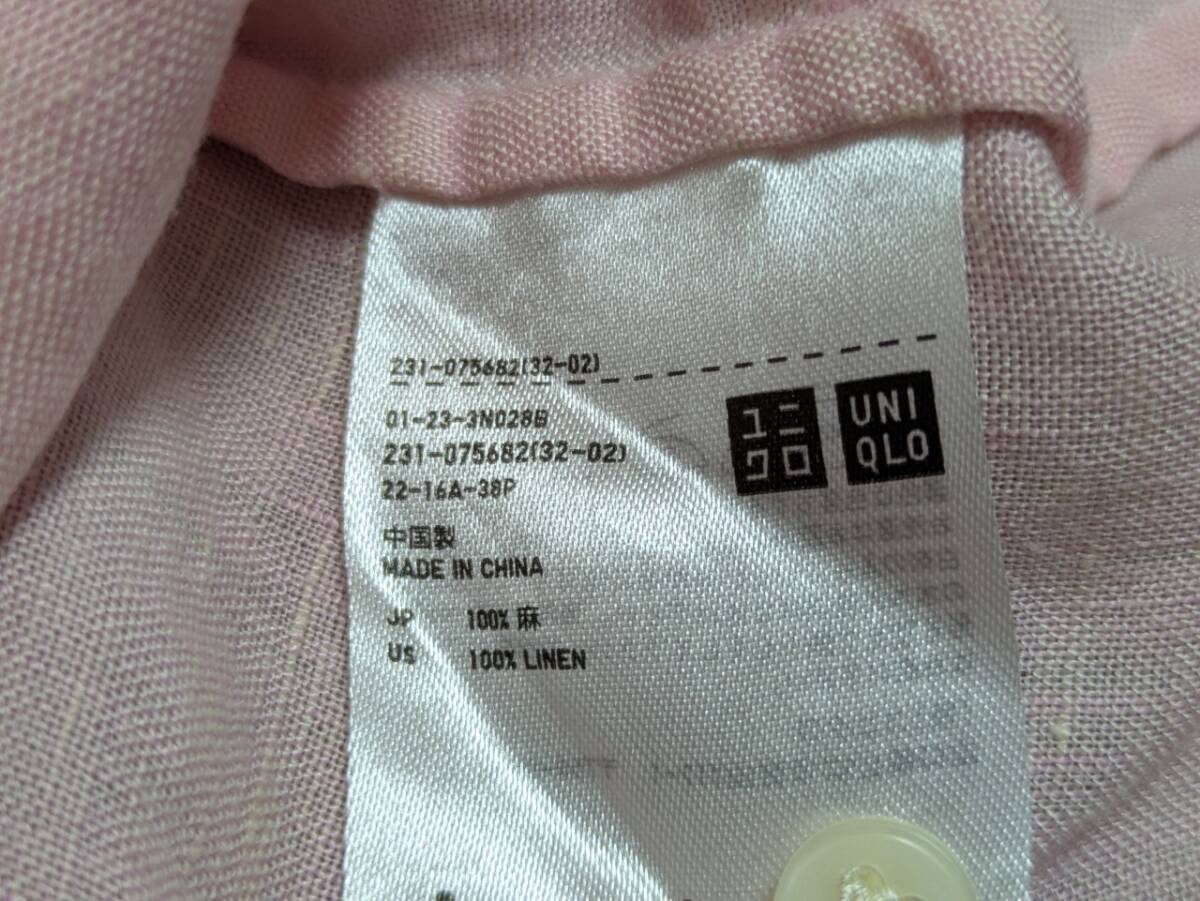 231-075682(32-02)
01-23-3N028B
231-075682(32-02)
22-16A-38P
ユニ
クロ
UNI
QLO
中国製
MADE IN CHINA
JP 100% 麻
US 100% LINEN